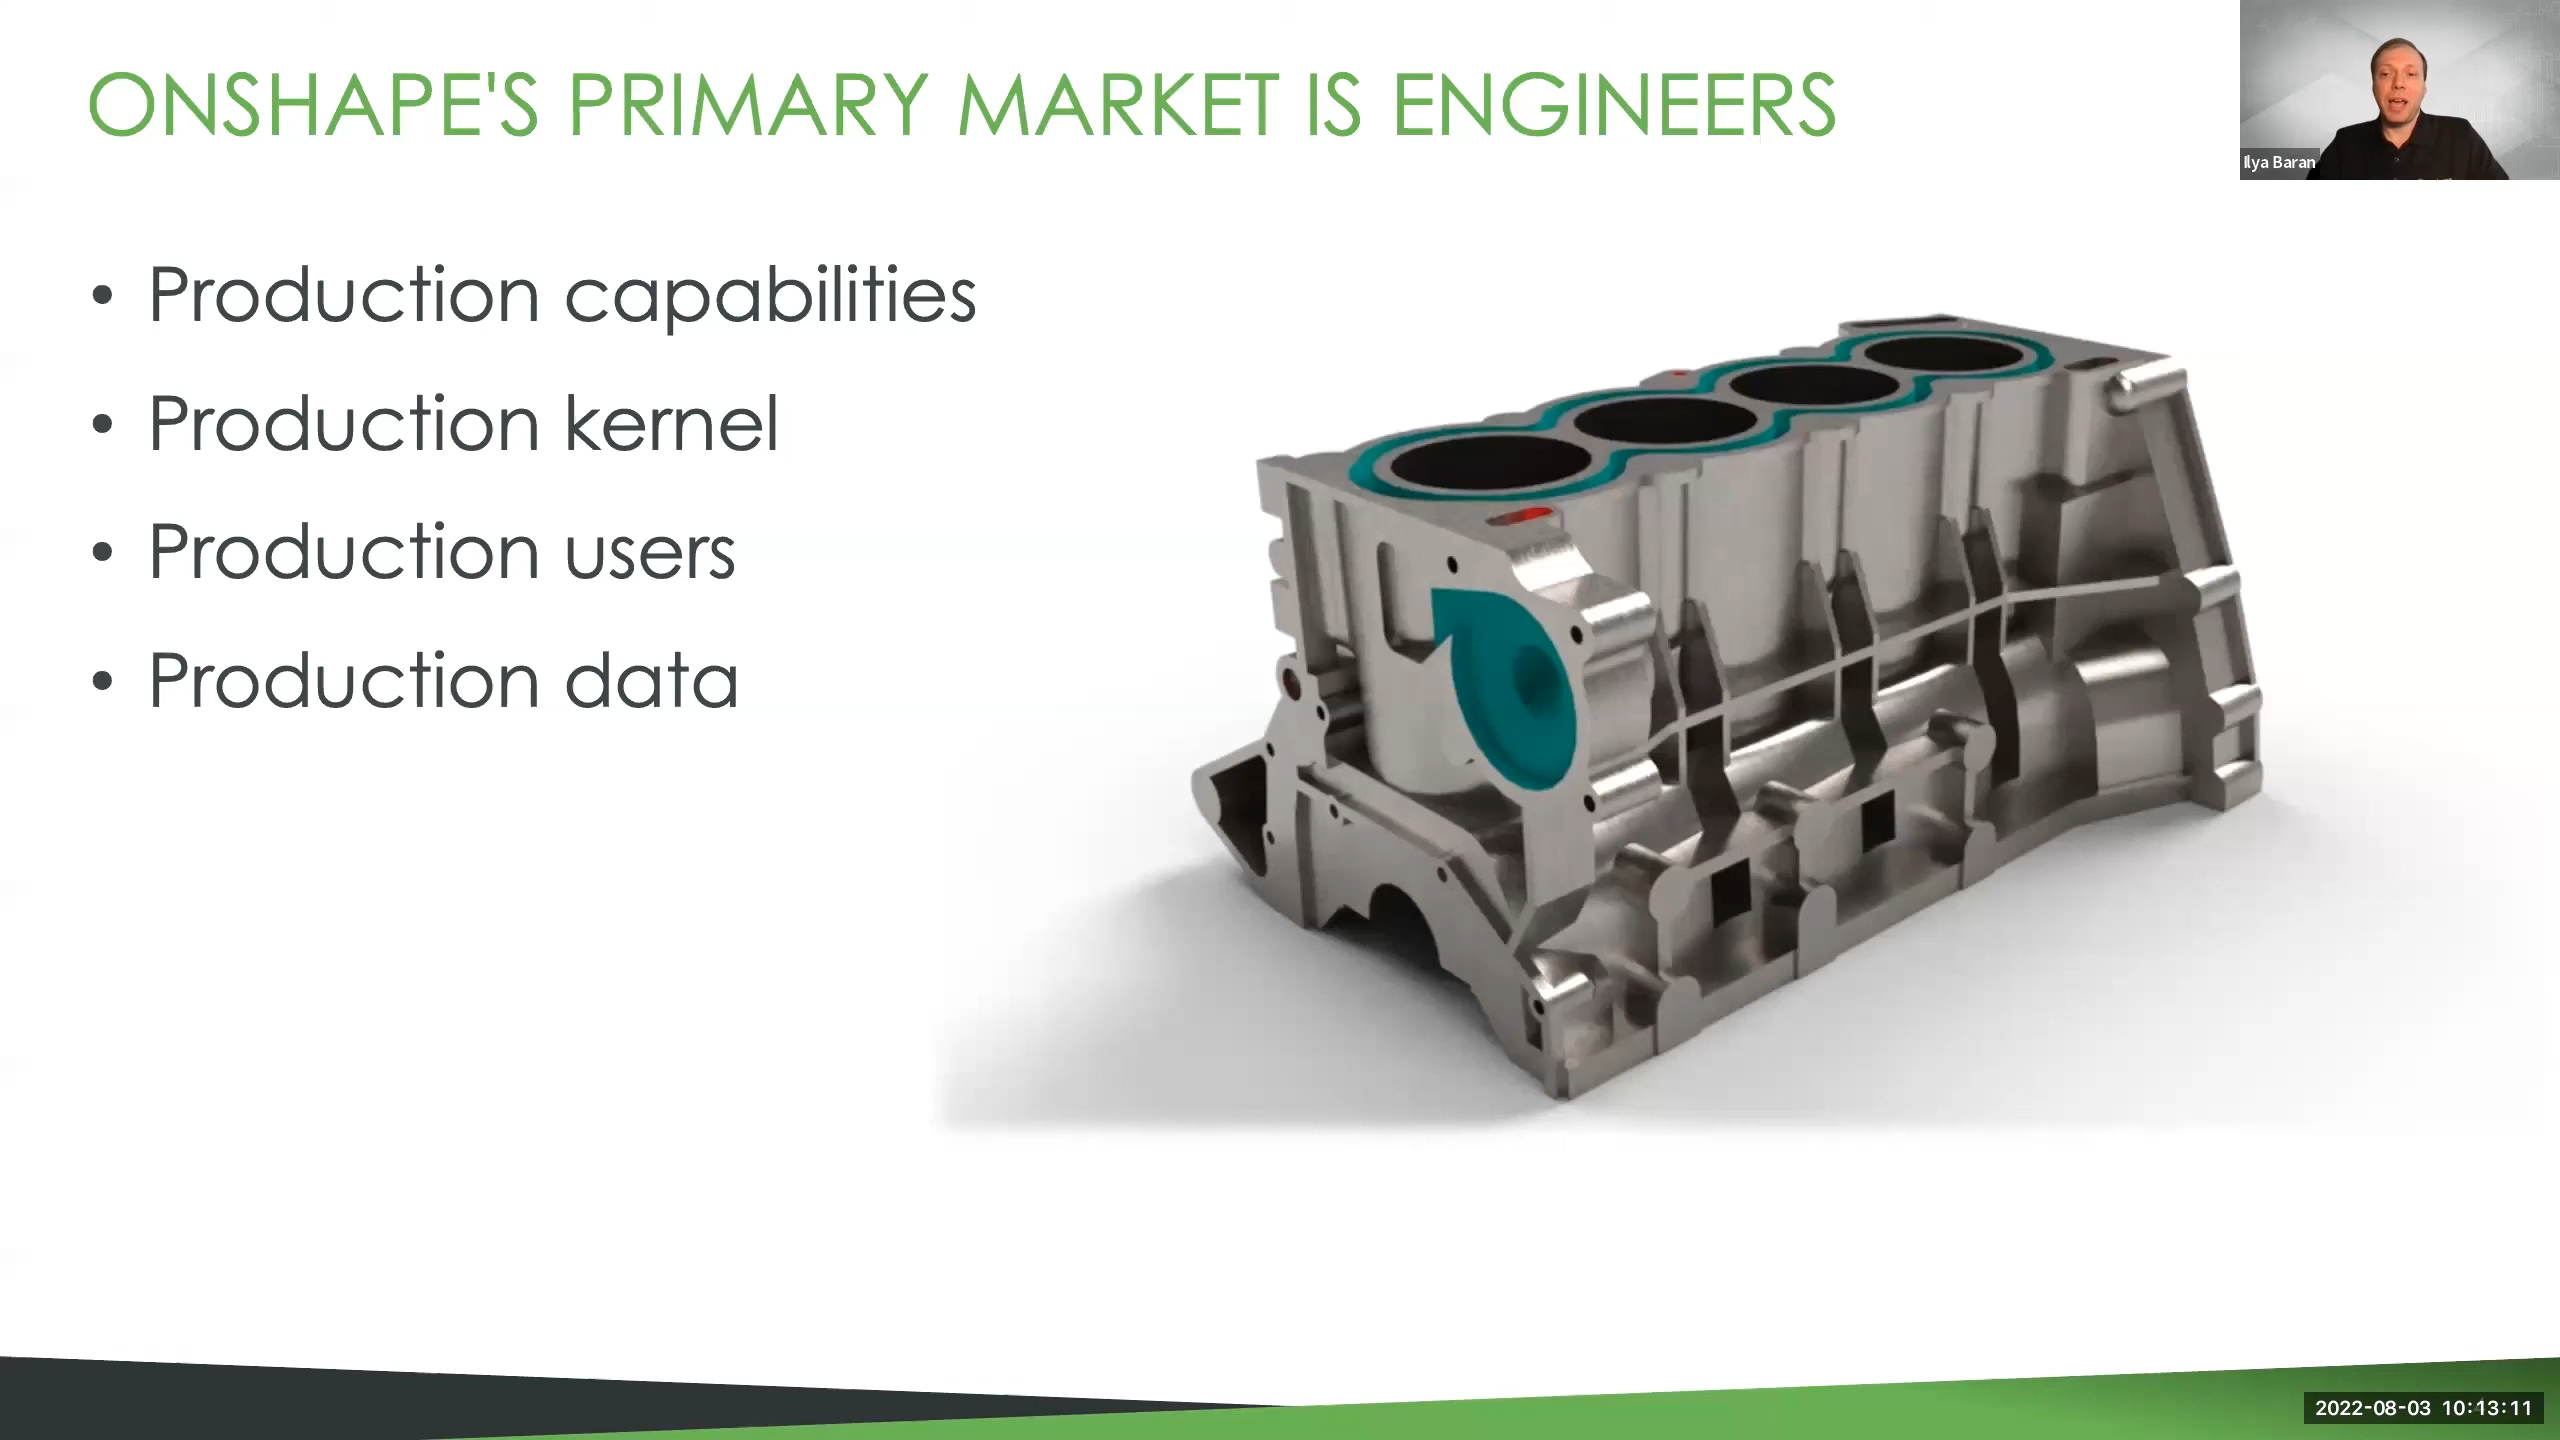 ONSHAPE'S PRIMARY MARKET IS ENGINEERS
Ilya Baran
• Production capabilities
• Production kernel
• Production users
• Production data
2022-08-03 10:13:11